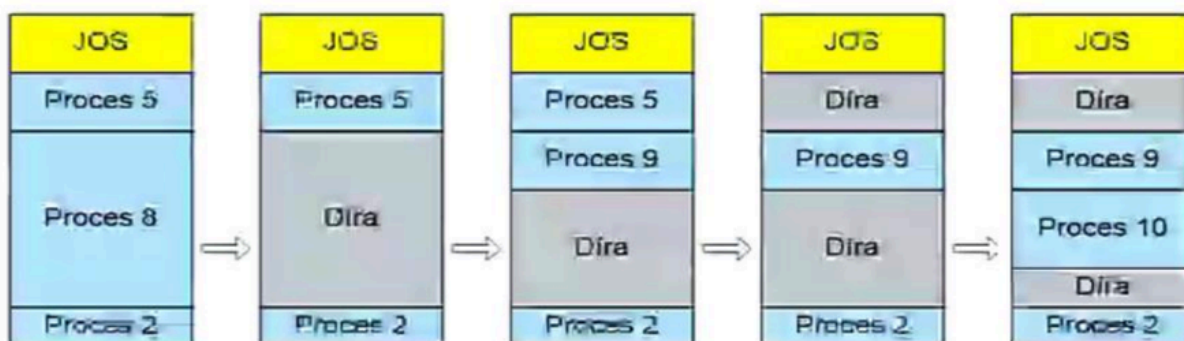 JOS
Proces 5
Proces 8
Proces 2
JOS
Proces 5
Díra
Proces 2
JOS
Proces 5
Proces 9
Díra
Proces 2
JOS
Díra
Proces 9
Díra
Proces 2
JOS
Díra
Proces 9
Proces 10
Díra
Proces 2